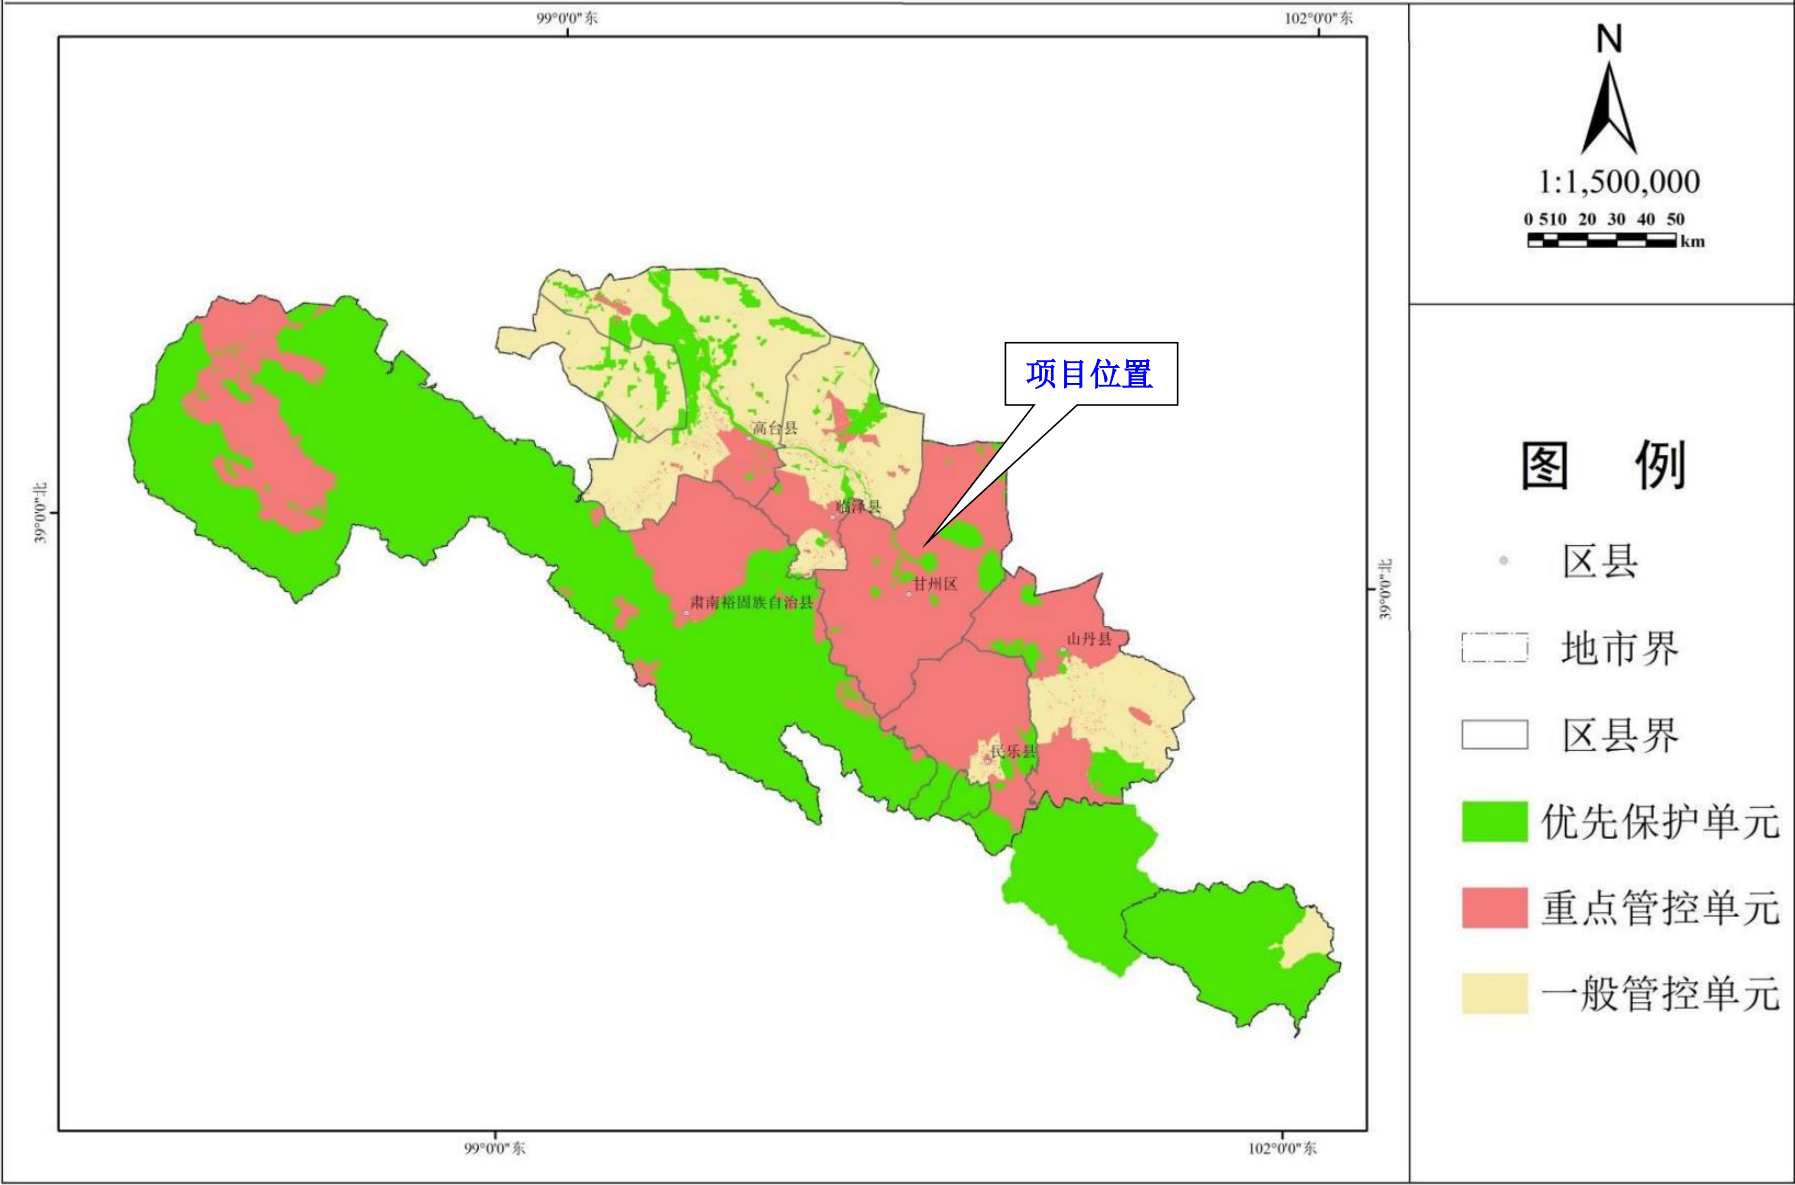 99°0'0"东
102°0'0"东
N
1:1,500,000
0 510 20 30 40 50
km
项目位置
高台县
图 例
39°0'0"北
临泽县
区县
39°0'0"北
甘州区
肃南裕固族自治县
山丹县
地市界
区县界
民乐县
优先保护单元
重点管控单元
一般管控单元
99°0'0"东
102°0'0"东